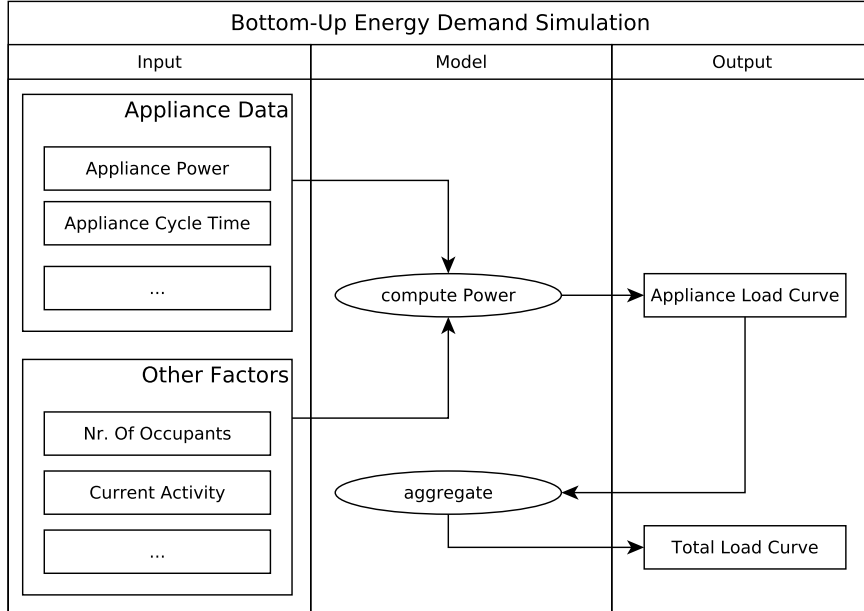 Bottom-Up Energy Demand Simulation
Input
Model
Output
Appliance Data
Appliance Power
Appliance Cycle Time
...
Other Factors
Nr. Of Occupants
Current Activity
...
compute Power
aggregate
Appliance Load Curve
Total Load Curve